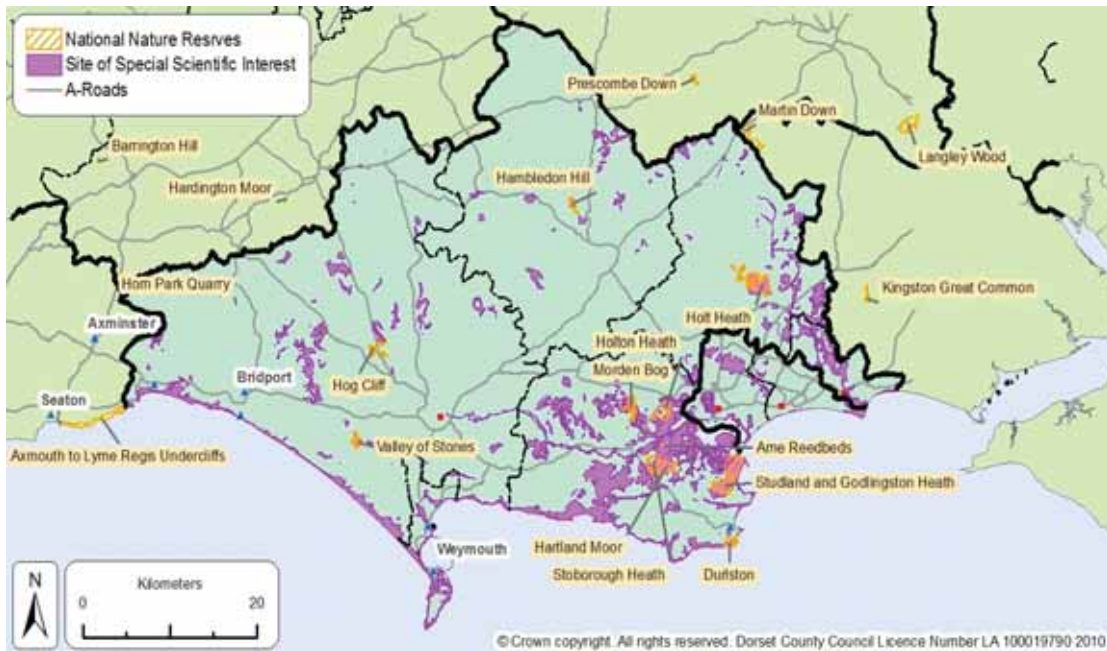 National Nature Resrves
Site of Special Scientific Interest
A-Roads
Prescombe Down
Martin Down
Barrington Hill
Langley Wood
Hardington Moor
Hambledon Hill
Horn Park Quarry
Kingston Great Common
Axminster
Holt Heath
Holton Heath
Bridport
Morden Bog
Seaton
Hog Cliff
Valley of Stones
Arne Reedbeds
Axmouth to Lyme Regis Undercliffs
Studland and Godlingston Heath
Weymouth
Hartland Moor
Stoborough Heath
Durlston
N
Kilometers
0 20
© Crown copyright. All rights reserved. Dorset County Council Licence Number LA 100019790 2010